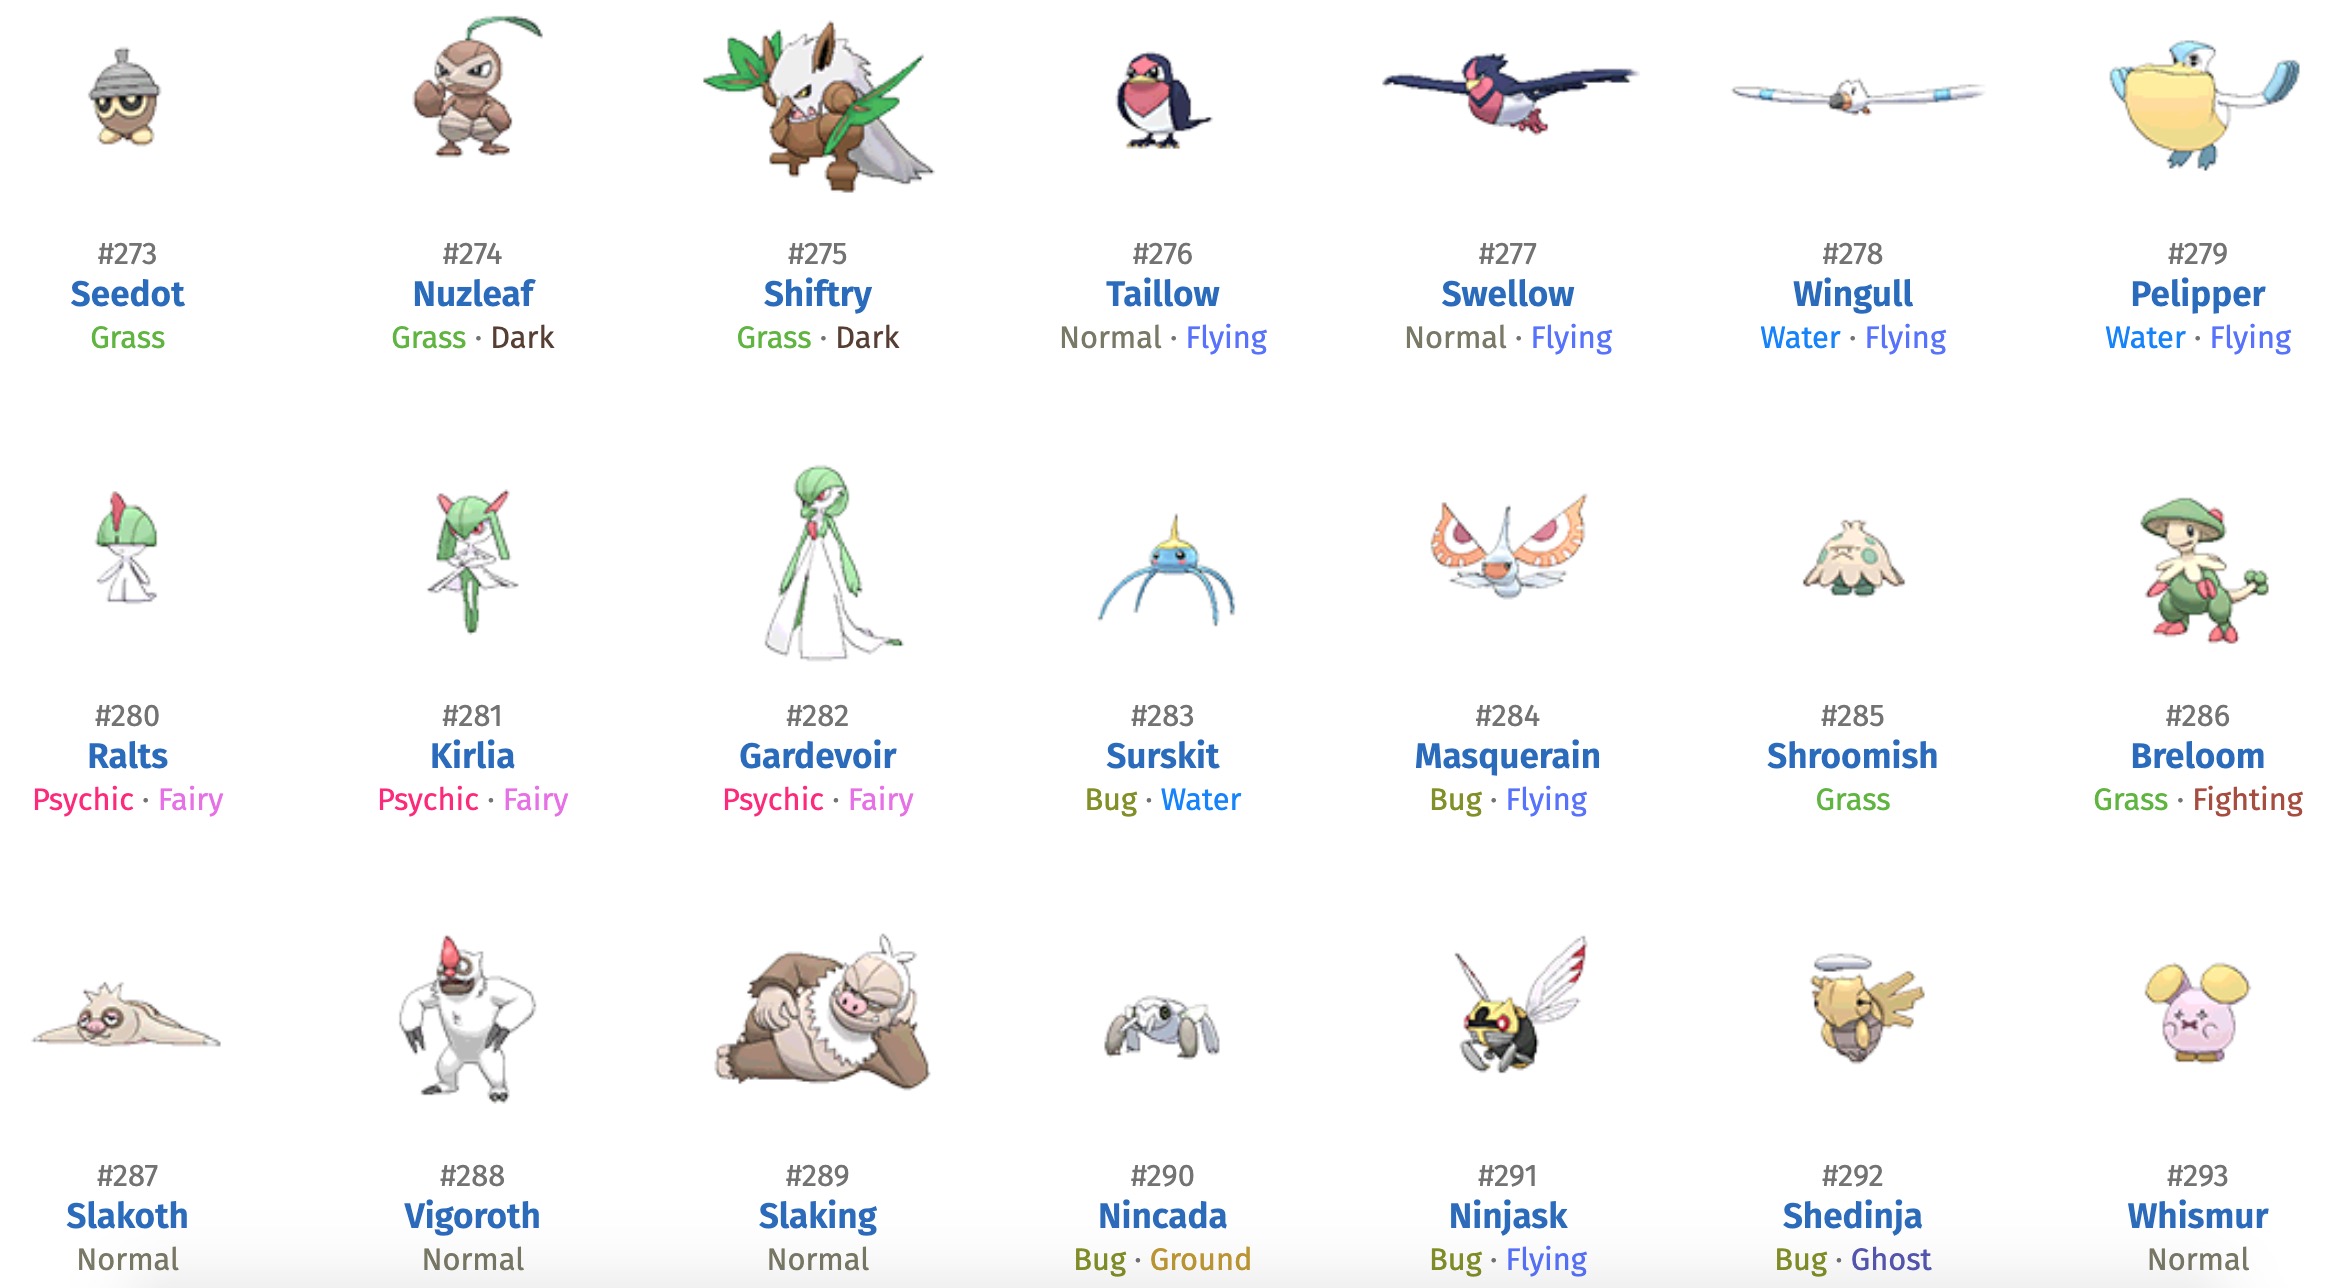 #273 #274 #275 #276 #277 #278 #279
Seedot Nuzleaf Shiftry Taillow Swellow Wingull Pelipper
Grass Grass · Dark Grass · Dark Normal · Flying Normal · Flying Water · Flying Water · Flying
#280 #281 #282 #283 #284 #285 #286
Ralts Kirlia Gardevoir Surskit Masquerain Shroomish Breloom
Psychic · Fairy Psychic · Fairy Psychic · Fairy Bug · Water Bug · Flying Grass Grass · Fighting
#287 #288 #289 #290 #291 #292 #293
Slakoth Vigoroth Slaking Nincada Ninjask Shedinja Whismur
Normal Normal Normal Bug · Ground Bug · Flying Bug · Ghost Normal